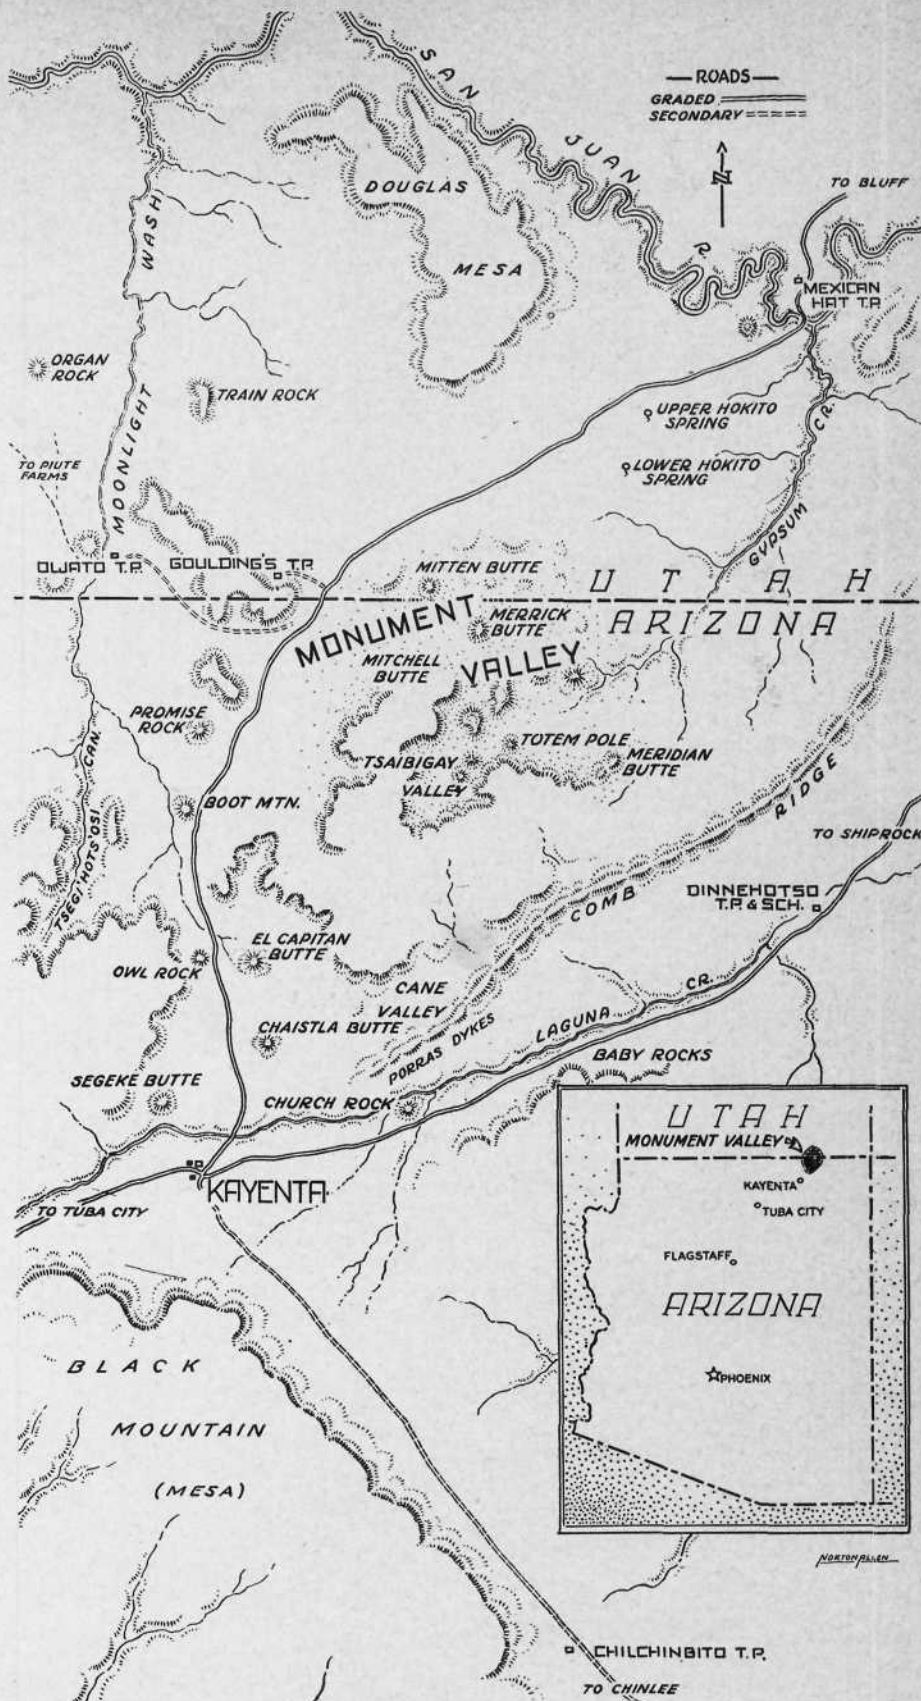 SAN
JUAN
R.
ROADS
GRADED
SECONDARY
N
TO BLUFF
DOUGLAS
MESA
MEXICAN
HAT T.P.
WASH
MOONLIGHT
ORGAN
ROCK
TRAIN ROCK
UPPER HOKITO
SPRING
LOWER HOKITO
SPRING
GYPSUM
CR.
TO PIUTE
FARMS
OLJATO T.P.
GOULDING'S T.P.
MITTEN BUTTE
UTAH
ARIZONA
MONUMENT
VALLEY
MERRICK
BUTTE
MITCHELL
BUTTE
PROMISE
ROCK
TOTEM POLE
TSAIBIGAY
VALLEY
MERIDIAN
BUTTE
BOOT MTN.
TSEGI'HOTS'OSI
CAN.
COMB
RIDGE
TO SHIPROCK
DINNEHOTSO
T.P. & SCH.
EL CAPITAN
BUTTE
OWL ROCK
CANE
VALLEY
CHAISTLA BUTTE
PORRAS DYKES
LAGUNA
CR.
BABY ROCKS
SEGEKE BUTTE
CHURCH ROCK
KAYENTA
TO TUBA CITY
UTAH
MONUMENT VALLEY
KAYENTA
TUBA CITY
FLAGSTAFF
ARIZONA
PHOENIX
BLACK
MOUNTAIN
(MESA)
NORTON ALLEN
CHILCHINBITO T.P.
TO CHINLEE